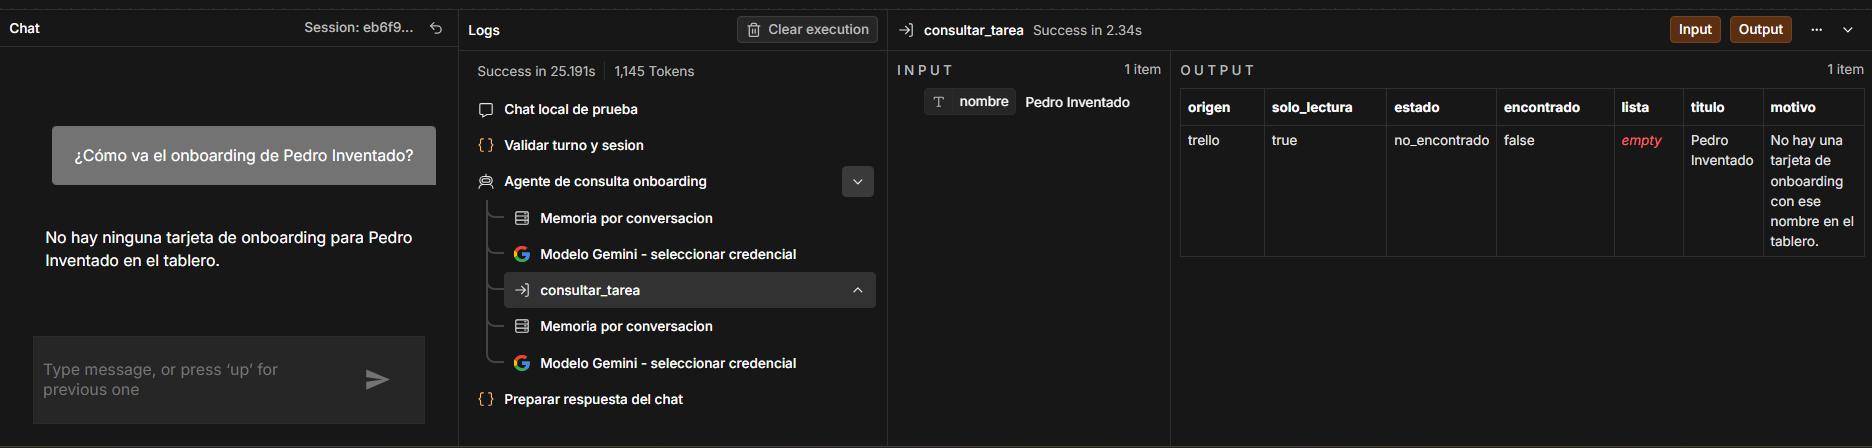 Chat
Session: eb6f9...
¿Cómo va el onboarding de Pedro Inventado?
No hay ninguna tarjeta de onboarding para Pedro
Inventado en el tablero.
Type message, or press ‘up’ for
previous one
Logs
Clear execution
Success in 25.191s
1,145 Tokens
Chat local de prueba
{} Validar turno y sesion
Agente de consulta onboarding
Memoria por conversacion
Modelo Gemini - seleccionar credencial
consultar_tarea
Memoria por conversacion
Modelo Gemini - seleccionar credencial
{} Preparar respuesta del chat
consultar_tarea Success in 2.34s
Input
Output
...
INPUT
1 item
T nombre Pedro Inventado
OUTPUT
1 item
origen solo_lectura estado encontrado lista titulo motivo
trello true no_encontrado false empty Pedro No hay una
Inventado tarjeta de
onboarding
con ese
nombre en el
tablero.